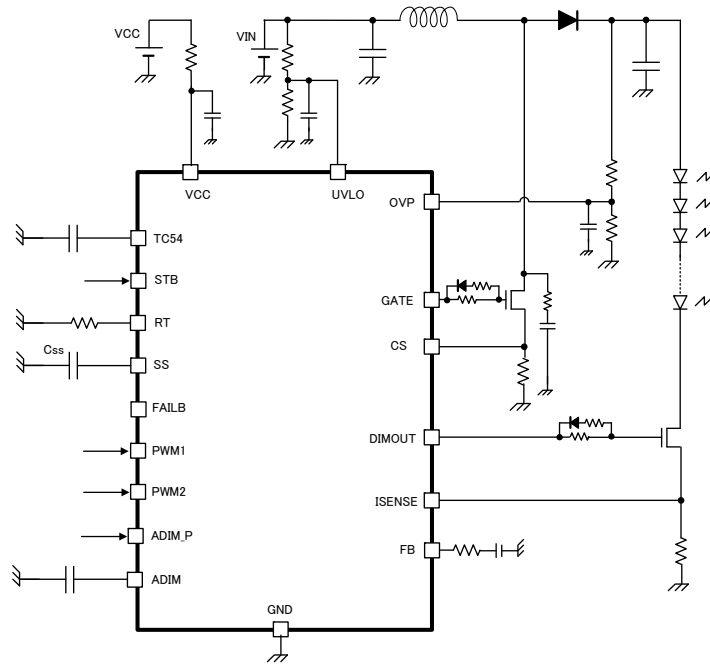 VCC
VIN
VCC
UVLO
OVP
TC54
STB
GATE
RT
CS
Css
SS
FAILB
DIMOUT
PWM1
PWM2
ISENSE
ADIM_P
FB
ADIM
GND